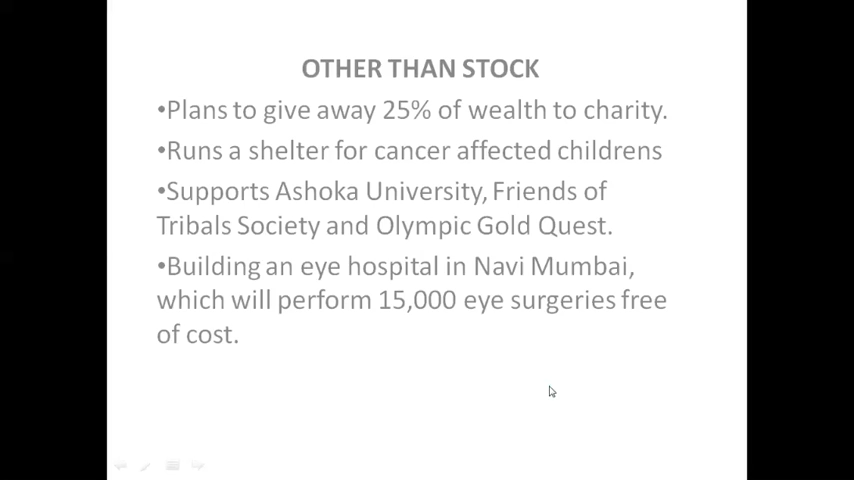 OTHER THAN STOCK
•Plans to give away 25% of wealth to charity.
•Runs a shelter for cancer affected childrens
•Supports Ashoka University, Friends of
Tribals Society and Olympic Gold Quest.
•Building an eye hospital in Navi Mumbai,
which will perform 15,000 eye surgeries free
of cost.